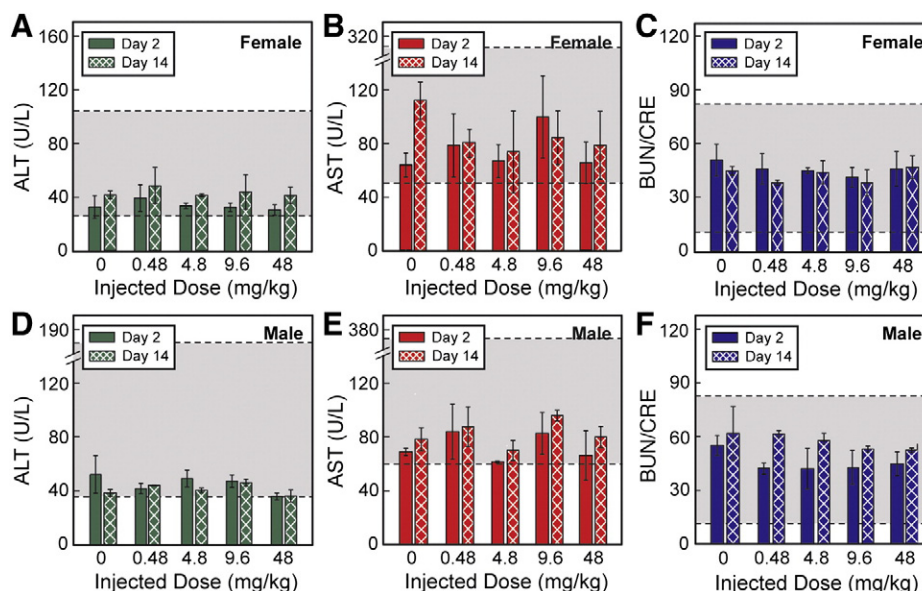 A
160
120
80
40
0
ALT (U/L)
Day 2
Day 14
Female
0 0.48 4.8 9.6 48
Injected Dose (mg/kg)
B
320
120
80
40
0
AST (U/L)
Day 2
Day 14
Female
0 0.48 4.8 9.6 48
Injected Dose (mg/kg)
C
120
90
60
30
0
BUN/CRE
Day 2
Day 14
Female
0 0.48 4.8 9.6 48
Injected Dose (mg/kg)
D
190
120
80
40
0
ALT (U/L)
Day 2
Day 14
Male
0 0.48 4.8 9.6 48
Injected Dose (mg/kg)
E
380
120
80
40
0
AST (U/L)
Day 2
Day 14
Male
0 0.48 4.8 9.6 48
Injected Dose (mg/kg)
F
120
90
60
30
0
BUN/CRE
Day 2
Day 14
Male
0 0.48 4.8 9.6 48
Injected Dose (mg/kg)